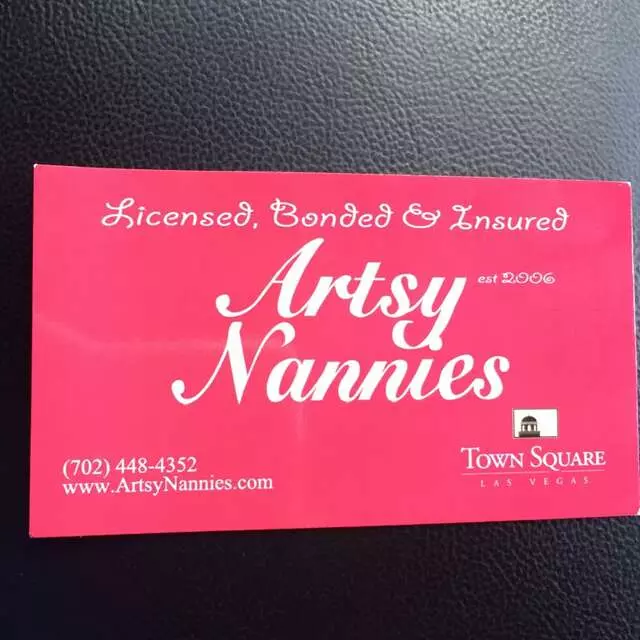 Licensed, Bonded & Insured
Artsy
est 2006
Nannies
(702) 448-4352
www.ArtsyNannies.com
TOWN SQUARE
LAS VEGAS